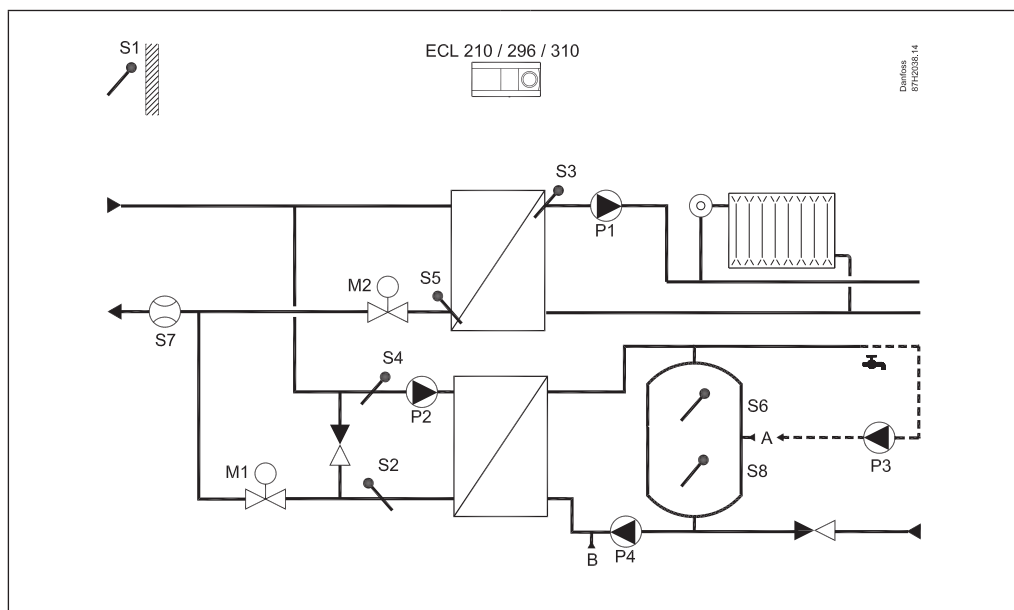 S1
ECL 210 / 296 / 310
Danfoss
87H2038.14
S3
P1
M2
S5
S7
S4
P2
S6
A
P3
M1
S2
S8
B
P4